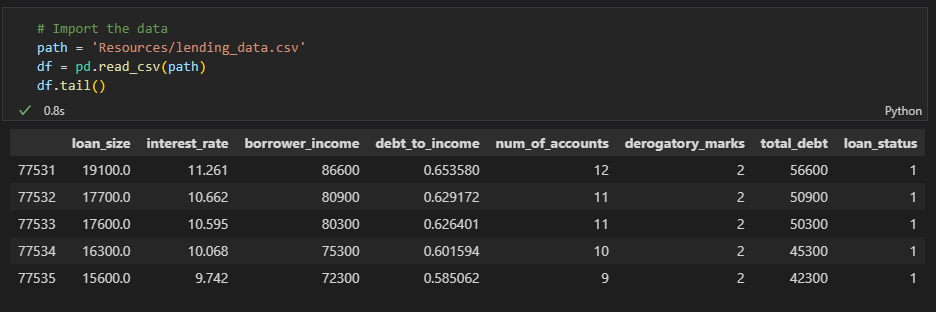 # Import the data
path = 'Resources/lending_data.csv'
df = pd.read_csv(path)
df.tail()
0.8s Python
loan_size interest_rate borrower_income debt_to_income num_of_accounts derogatory_marks total_debt loan_status
77531 19100.0 11.261 86600 0.653580 12 2 56600 1
77532 17700.0 10.662 80900 0.629172 11 2 50900 1
77533 17600.0 10.595 80300 0.626401 11 2 50300 1
77534 16300.0 10.068 75300 0.601594 10 2 45300 1
77535 15600.0 9.742 72300 0.585062 9 2 42300 1